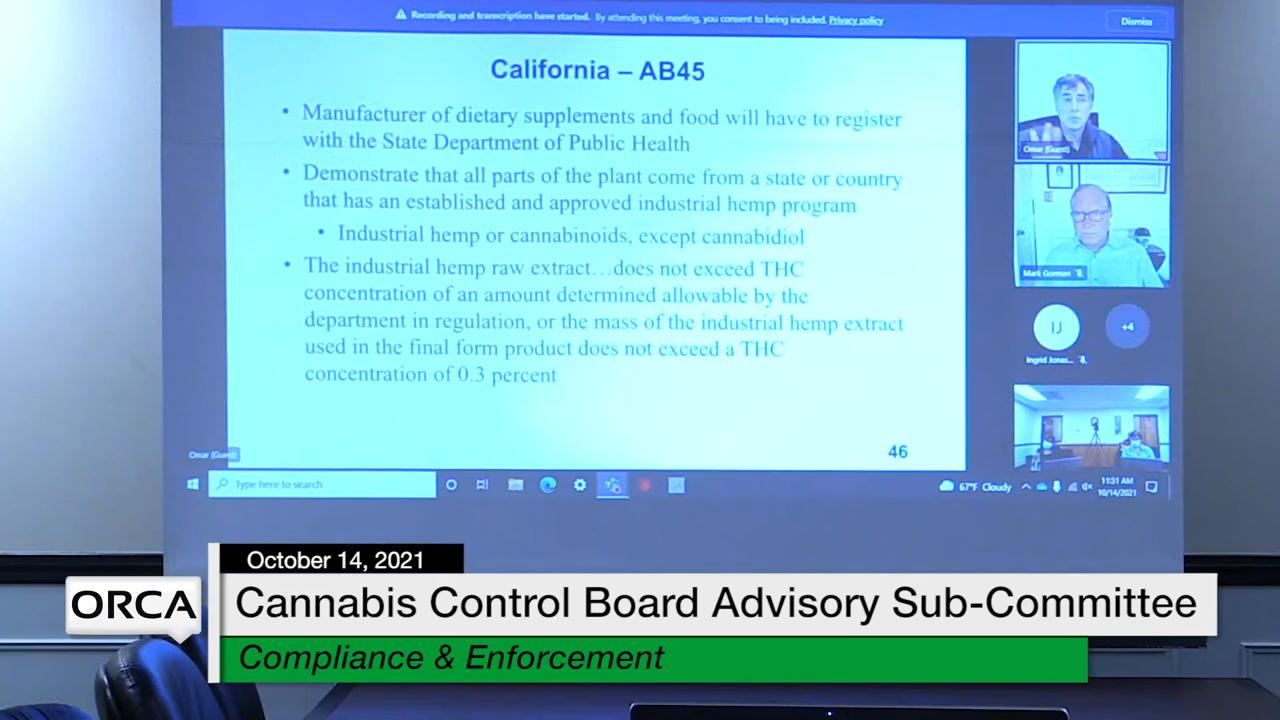 Recording and transcription have started. By attending this meeting, you consent to being included. Privacy policy
Dismiss
California – AB45
• Manufacturer of dietary supplements and food will have to register
with the State Department of Public Health
• Demonstrate that all parts of the plant come from a state or country
that has an established and approved industrial hemp program
• Industrial hemp or cannabinoids, except cannabidiol
• The industrial hemp raw extract…does not exceed THC
concentration of an amount determined allowable by the
department in regulation, or the mass of the industrial hemp extract
used in the final form product does not exceed a THC
concentration of 0.3 percent
46
Omar (Guest)
Omar (Guest)
Mark Gorman
IJ
+4
Ingrid Jonas...
Type here to search
67°F Cloudy
11:31 AM
10/14/2021
October 14, 2021
ORCA
Cannabis Control Board Advisory Sub-Committee
Compliance & Enforcement